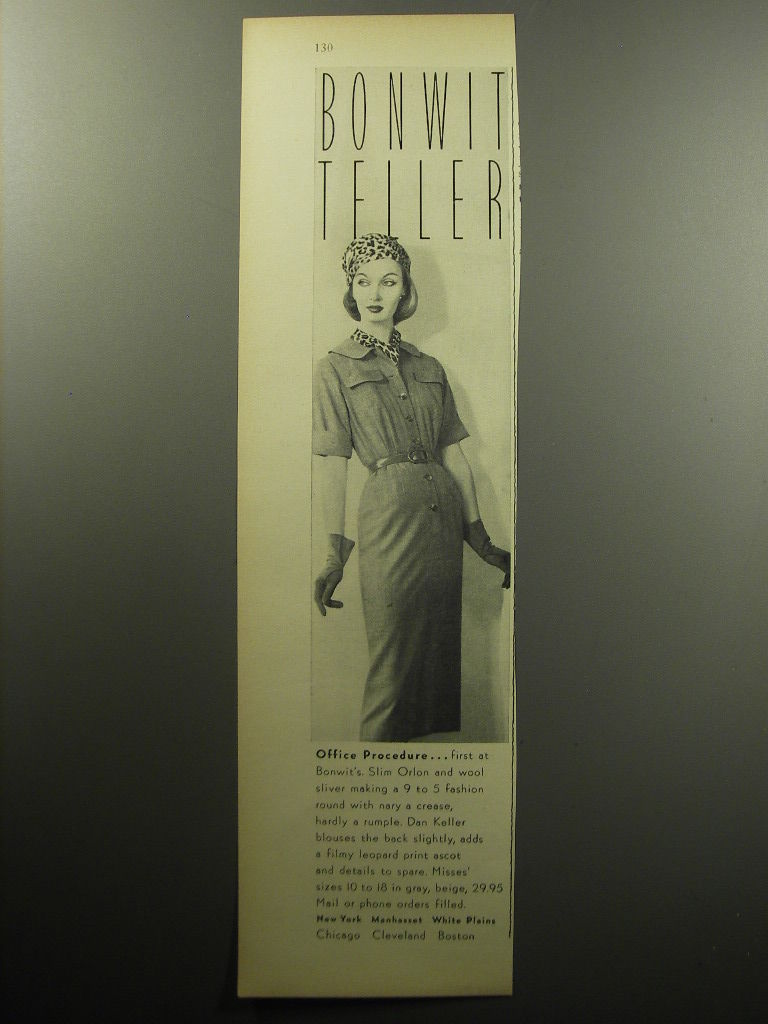 130
BONWIT
TELLER
Office Procedure... first at
Bonwit's. Slim Orlon and wool
sliver making a 9 to 5 fashion
round with nary a crease,
hardly a rumple. Dan Keller
blouses the back slightly, adds
a filmy leopard print ascot
and details to spare. Misses'
sizes 10 to 18 in gray, beige, 29.95
Mail or phone orders filled.
New York Manhasset White Plains
Chicago Cleveland Boston